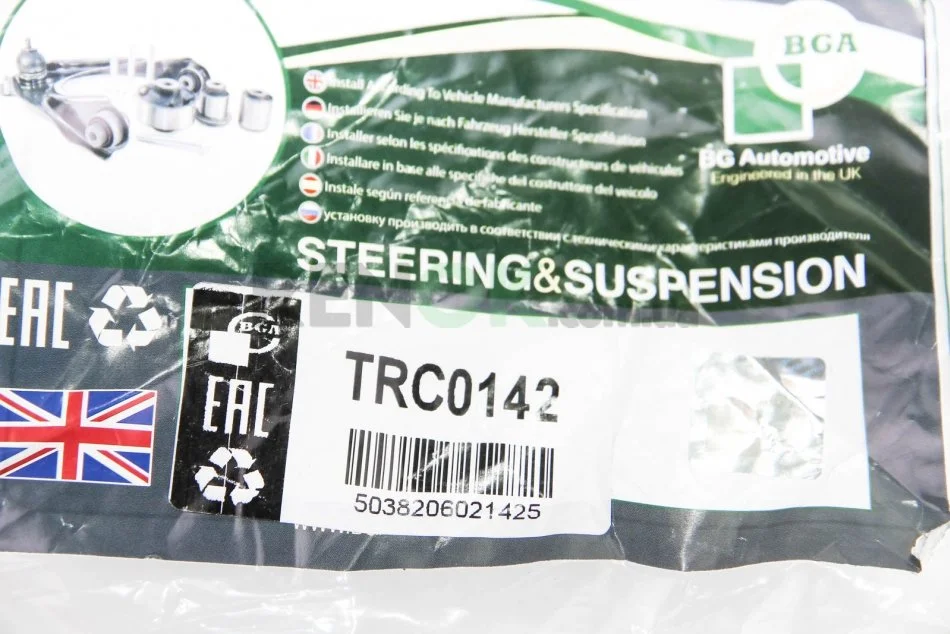 BGA
BG Automotive
Engineered in the UK
Install According To Vehicle Manufacturers Specification
Installieren Sie je nach Fahrzeug Hersteller-Spezifikation
Installer selon les spécifications des constructeurs de véhicules
Installare in base alle specifiche del costruttore del veicolo
Instale según referencia de fabricante
установку производить в соответствии с техническими характеристиками производителя
STEERING&SUSPENSION
EAC
BGA
EAC
TRC0142
5038206021425